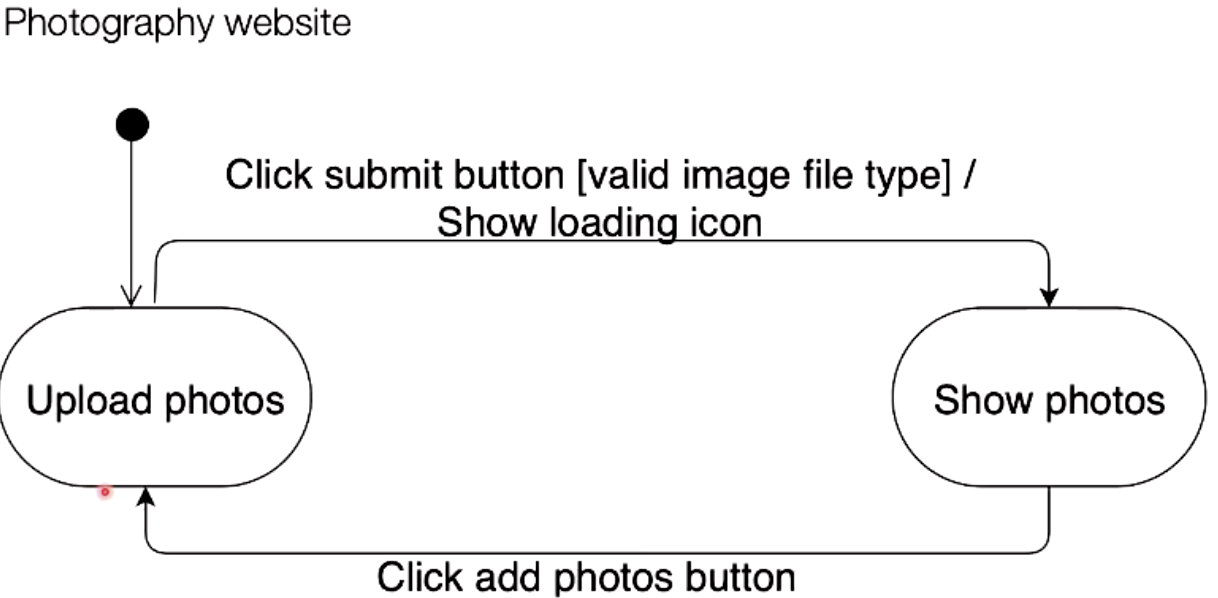 Photography website
Click submit button [valid image file type] /
Show loading icon
Upload photos
Show photos
Click add photos button